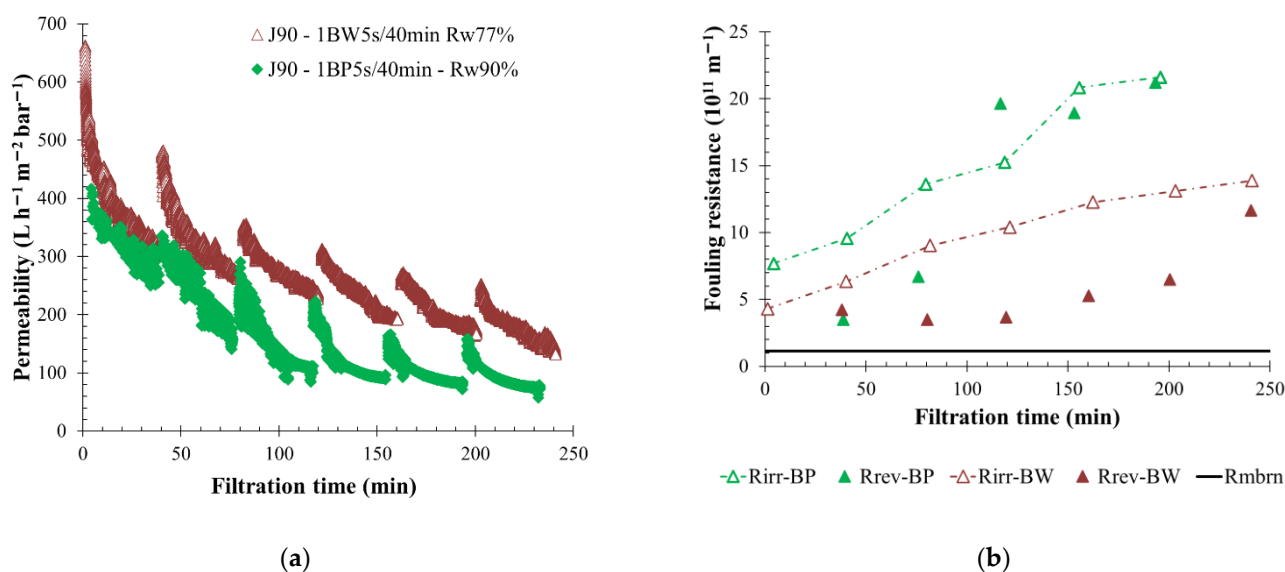 J90 - 1BW5s/40min Rw77%
J90 - 1BP5s/40min - Rw90%
Permeability (L h⁻¹ m⁻² bar⁻¹)
700
600
500
400
300
200
100
0
0 50 100 150 200 250
Filtration time (min)
(a)
Fouling resistance (10¹¹ m⁻¹)
25
20
15
10
5
0
0 50 100 150 200 250
Filtration time (min)
Rirr-BP Rrev-BP Rirr-BW Rrev-BW Rmbrn
(b)